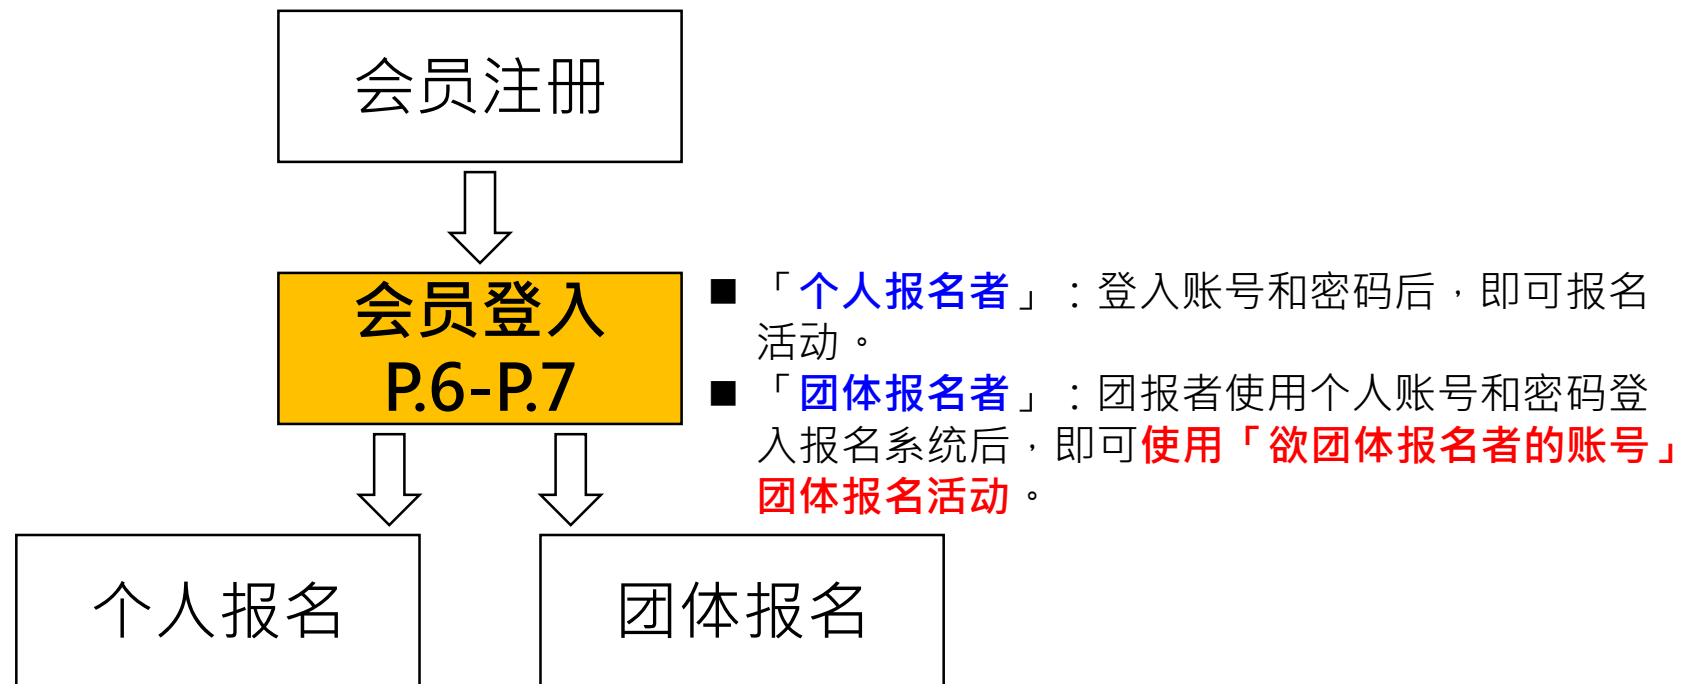 会员注册
会员登入
P.6-P.7
■ 「个人报名者」：登入账号和密码后，即可报名
活动。
■ 「团体报名者」：团报者使用个人账号和密码登
入报名系统后，即可使用「欲团体报名者的账号」
团体报名活动。
个人报名
团体报名